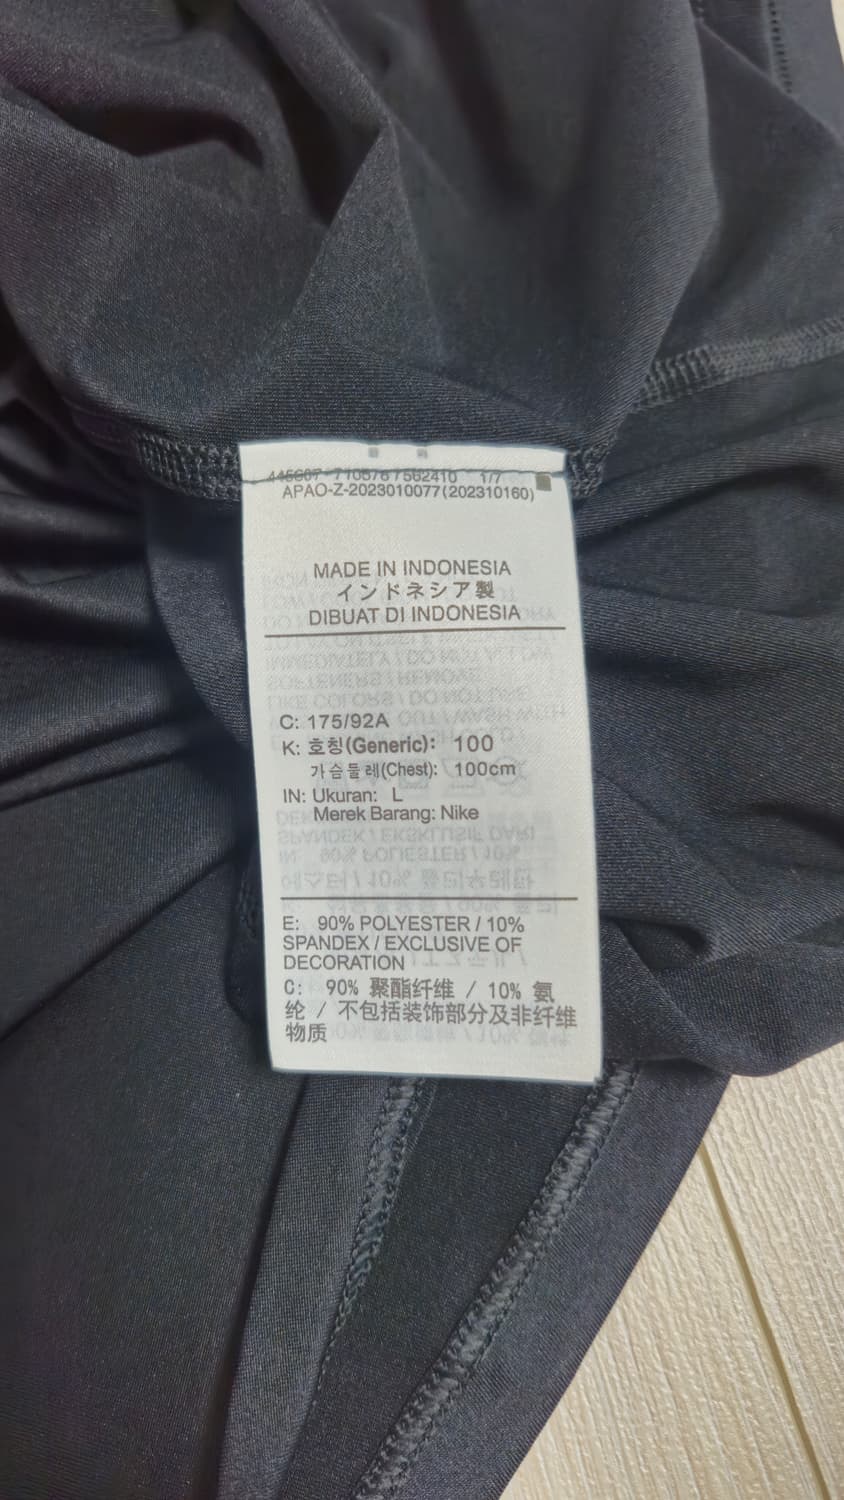 APAO-Z-2023010077(202310160)
MADE IN INDONESIA
インドネシア製
DIBUAT DI INDONESIA
C: 175/92A
K: 호칭(Generic): 100
가슴둘레(Chest): 100cm
IN: Ukuran: L
Merek Barang: Nike
E: 90% POLYESTER / 10%
SPANDEX / EXCLUSIVE OF
DECORATION
C: 90% 聚酯纤维 / 10% 氨
纶 / 不包括装饰部分及非纤维
物质